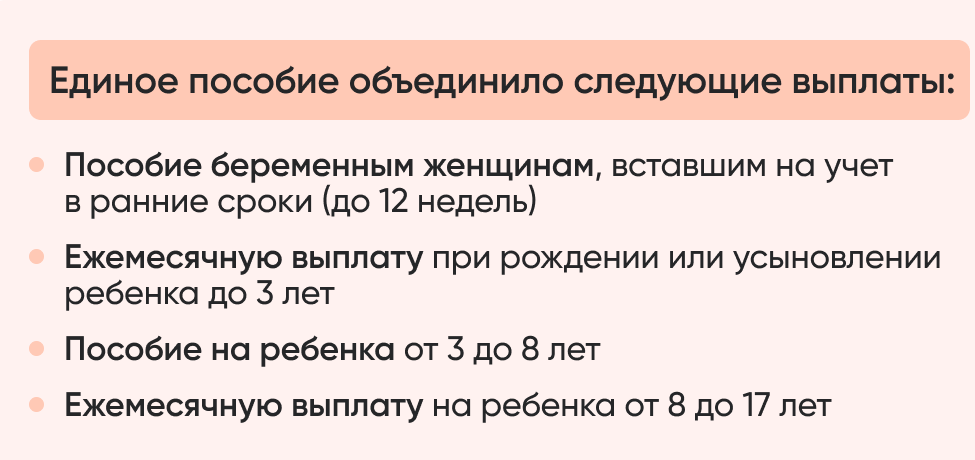 Единое пособие объединило следующие выплаты:
Пособие беременным женщинам, вставшим на учет
в ранние сроки (до 12 недель)
Ежемесячную выплату при рождении или усыновлении
ребенка до 3 лет
Пособие на ребенка от 3 до 8 лет
Ежемесячную выплату на ребенка от 8 до 17 лет